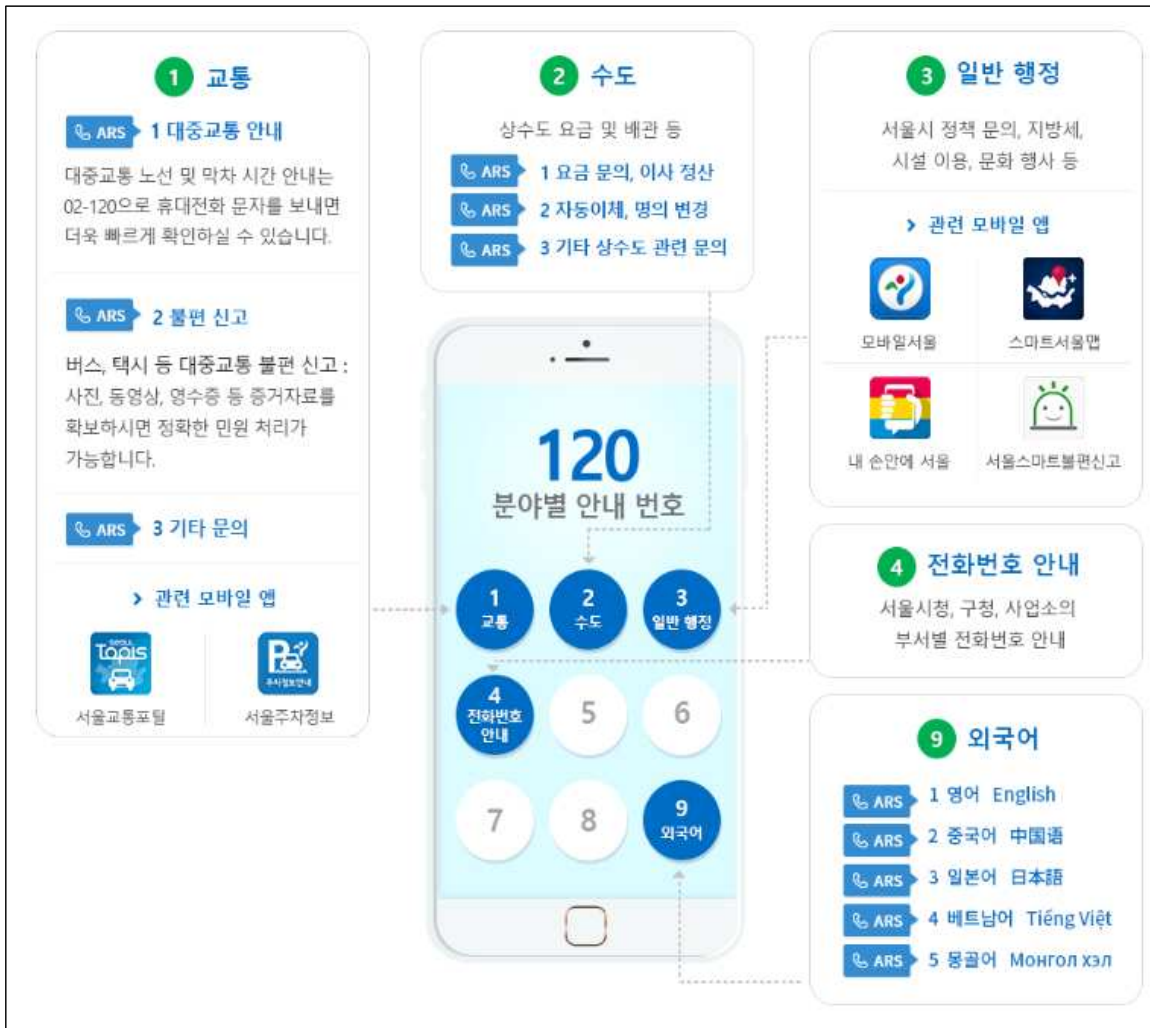 1 교통
ARS 1 대중교통 안내
대중교통 노선 및 막차 시간 안내는
02-120으로 휴대전화 문자를 보내면
더욱 빠르게 확인하실 수 있습니다.
ARS 2 불편 신고
버스, 택시 등 대중교통 불편 신고 :
사진, 동영상, 영수증 등 증거자료를
확보하시면 정확한 민원 처리가
가능합니다.
ARS 3 기타 문의
> 관련 모바일 앱
SEOUL
TOPIS
P
주차정보안내
서울교통포털 서울주차정보
2 수도
상수도 요금 및 배관 등
ARS 1 요금 문의, 이사 정산
ARS 2 자동이체, 명의 변경
ARS 3 기타 상수도 관련 문의
3 일반 행정
서울시 정책 문의, 지방세,
시설 이용, 문화 행사 등
> 관련 모바일 앱
모바일서울 스마트서울맵
내 손안에 서울 서울스마트불편신고
120
분야별 안내 번호
1
교통
2
수도
3
일반 행정
4
전화번호
안내
5
6
7
8
9
외국어
4 전화번호 안내
서울시청, 구청, 사업소의
부서별 전화번호 안내
9 외국어
ARS 1 영어 English
ARS 2 중국어 中国语
ARS 3 일본어 日本語
ARS 4 베트남어 Tiếng Việt
ARS 5 몽골어 Монгол хэл